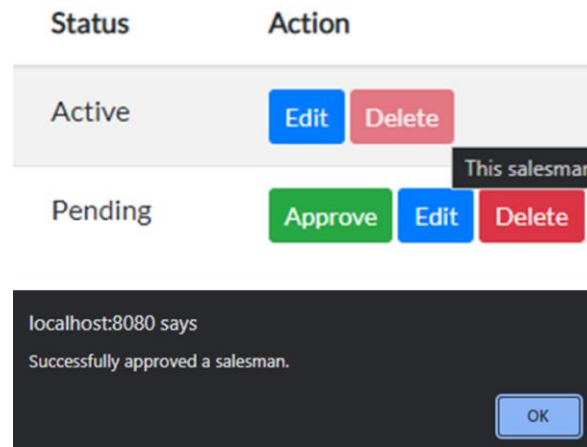 Status Action
Active Edit Delete
This salesman
Pending Approve Edit Delete
localhost:8080 says
Successfully approved a salesman.
OK